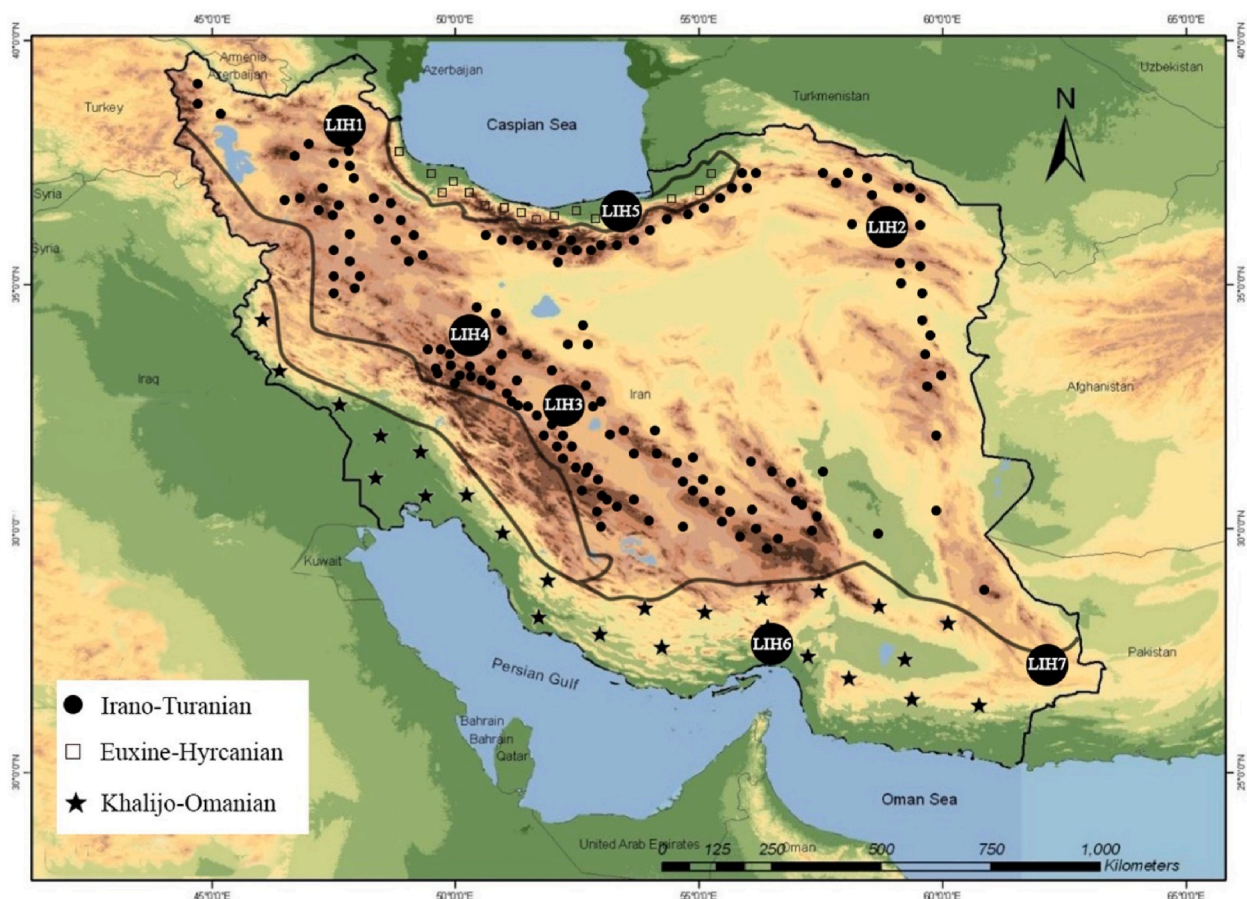 45°0'0"E 50°0'0"E 55°0'0"E 60°0'0"E 65°0'0"E
40°0'0"N
40°0'0"N
Armenia
Azerbaijan
Azerbaijan
Uzbekistan
Turkey
Turkmenistan
Caspian Sea
N
LIH1
Syria
LIH5
LIH2
Syria
35°0'0"N
35°0'0"N
LIH4
Iraq
Iran
Afghanistan
LIH3
30°0'0"N
30°0'0"N
Kuwait
LIH6
LIH7
Pakistan
Persian Gulf
Irano-Turanian
Euxine-Hyrcanian
Khalijo-Omanian
Bahrain
Bahrain
Qatar
30°0'0"N
25°0'0"N
Oman Sea
United Arab Emirates
Oman
0 125 250 500 750 1,000
Kilometers
45°0'0"E 50°0'0"E 55°0'0"E 60°0'0"E 65°0'0"E